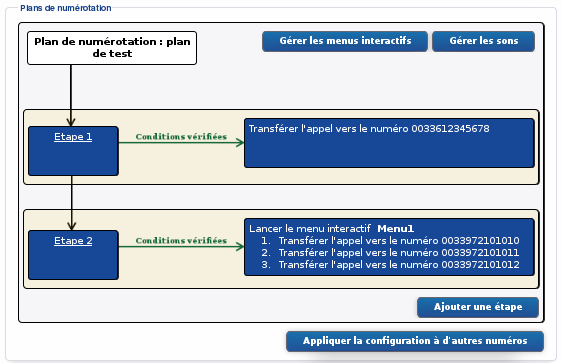 Plans de numérotation
Plan de numérotation : plan
de test
Gérer les menus interactifs
Gérer les sons
Etape 1
Conditions vérifiées
Transférer l'appel vers le numéro 0033612345678
Etape 2
Conditions vérifiées
Lancer le menu interactif Menu1
1. Transférer l'appel vers le numéro 0033972101010
2. Transférer l'appel vers le numéro 0033972101011
3. Transférer l'appel vers le numéro 0033972101012
Ajouter une étape
Appliquer la configuration à d'autres numéros